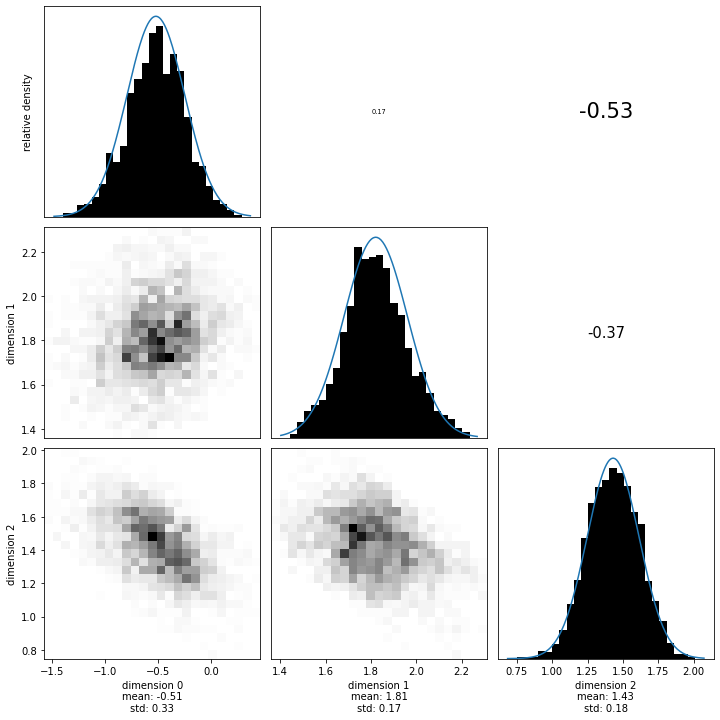 relative density
0.17
-0.53
2.2
2.0
1.8
1.6
1.4
dimension 1
-0.37
2.0
1.8
1.6
1.4
1.2
1.0
0.8
dimension 2
−1.5 −1.0 −0.5 0.0
dimension 0
mean: -0.51
std: 0.33
1.4 1.6 1.8 2.0 2.2
dimension 1
mean: 1.81
std: 0.17
0.75 1.00 1.25 1.50 1.75 2.00
dimension 2
mean: 1.43
std: 0.18